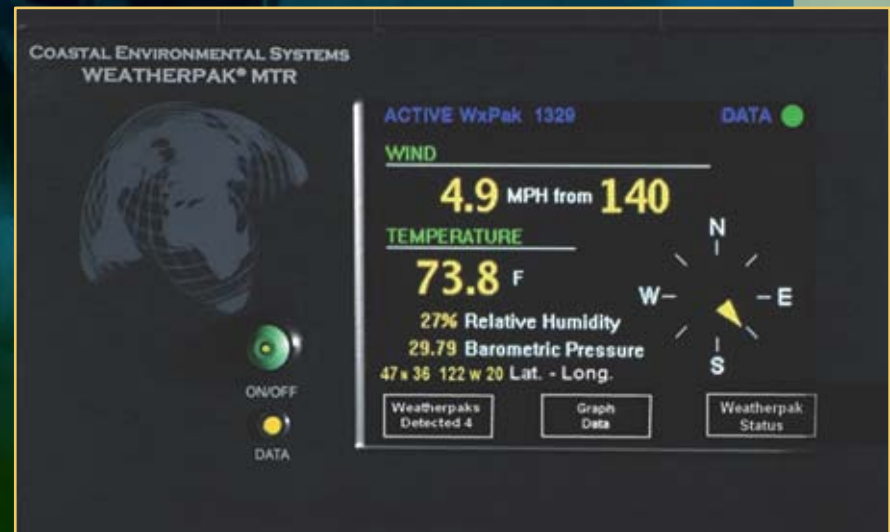 COASTAL ENVIRONMENTAL SYSTEMS
WEATHERPAK® MTR
ACTIVE WxPak 1329
DATA
WIND
4.9 MPH from 140
TEMPERATURE
73.8 F
27% Relative Humidity
29.79 Barometric Pressure
47 N 36 122 W 20 Lat. - Long.
N
W
E
S
Weatherpaks
Detected 4
Graph
Data
Weatherpak
Status
ON/OFF
DATA